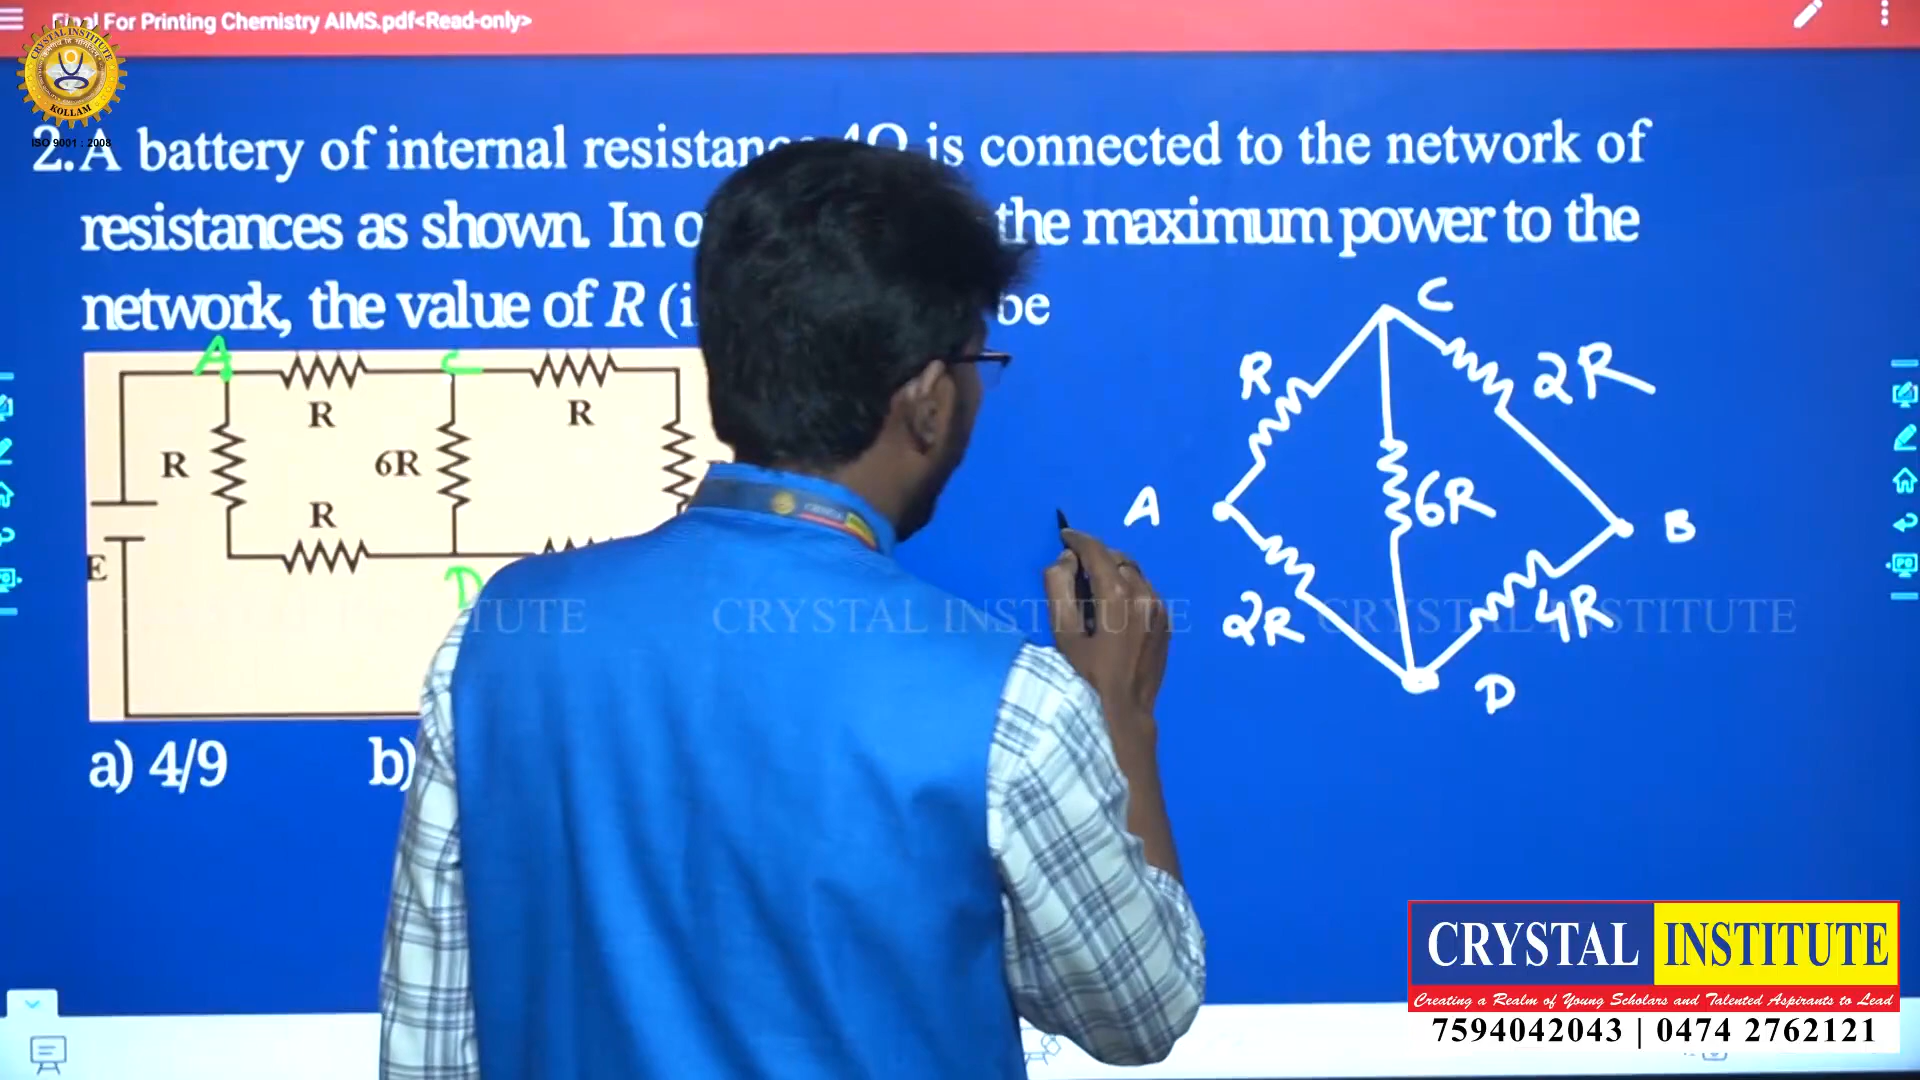 Final For Printing Chemistry AIMS.pdf<Read-only>
CRYSTAL INSTITUTE
KOLLAM
ISO 9001 : 2008
2. A battery of internal is connected to the network of
resistances as shown. In the maximum power to the
network, the value of R be
A
C
R
R
R
6R
R
E
D
C
R
2R
A
6R
B
2R
4R
D
CRYSTAL INSTITUTE
CRYSTAL INSTITUTE
a) 4/9
b)
CRYSTAL INSTITUTE
Creating a Realm of Young Scholars and Talented Aspirants to Lead
7594042043 | 0474 2762121